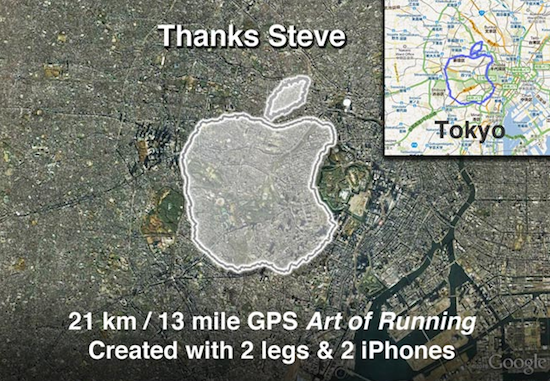 Thanks Steve
Tokyo
21 km / 13 mile GPS Art of Running
Created with 2 legs & 2 iPhones
Google